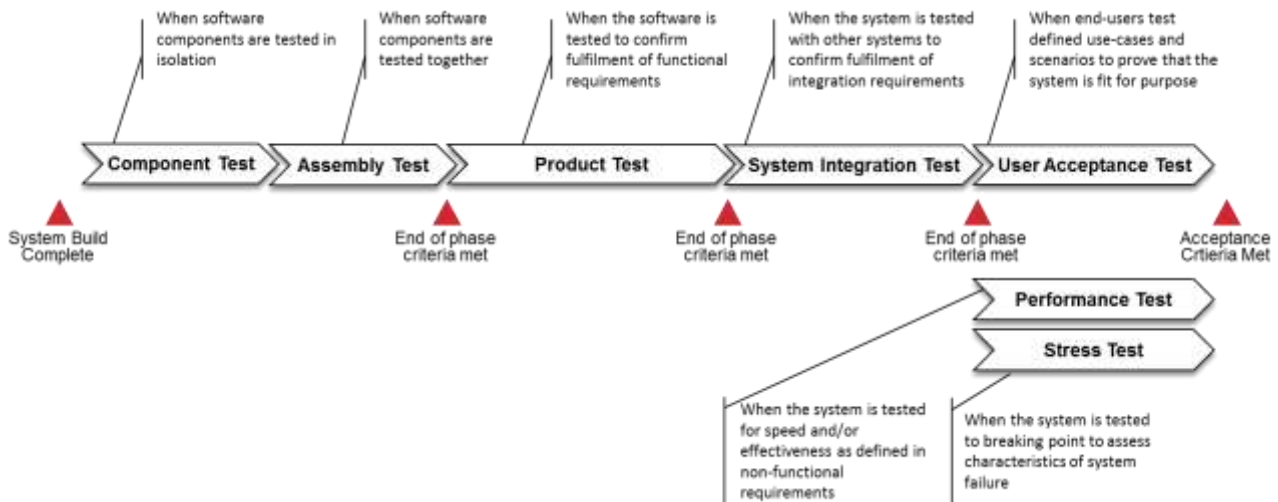 When software
components are tested in
isolation
When software
components are
tested together
When the software is
tested to confirm
fulfilment of functional
requirements
When the system is tested
with other systems to
confirm fulfilment of
integration requirements
When end-users test
defined use-cases and
scenarios to prove that the
system is fit for purpose
Component Test
Assembly Test
Product Test
System Integration Test
User Acceptance Test
System Build
Complete
End of phase
criteria met
End of phase
criteria met
End of phase
criteria met
Acceptance
Crtieria Met
Performance Test
Stress Test
When the system is tested
for speed and/or
effectiveness as defined in
non-functional
requirements
When the system is tested
to breaking point to assess
characteristics of system
failure